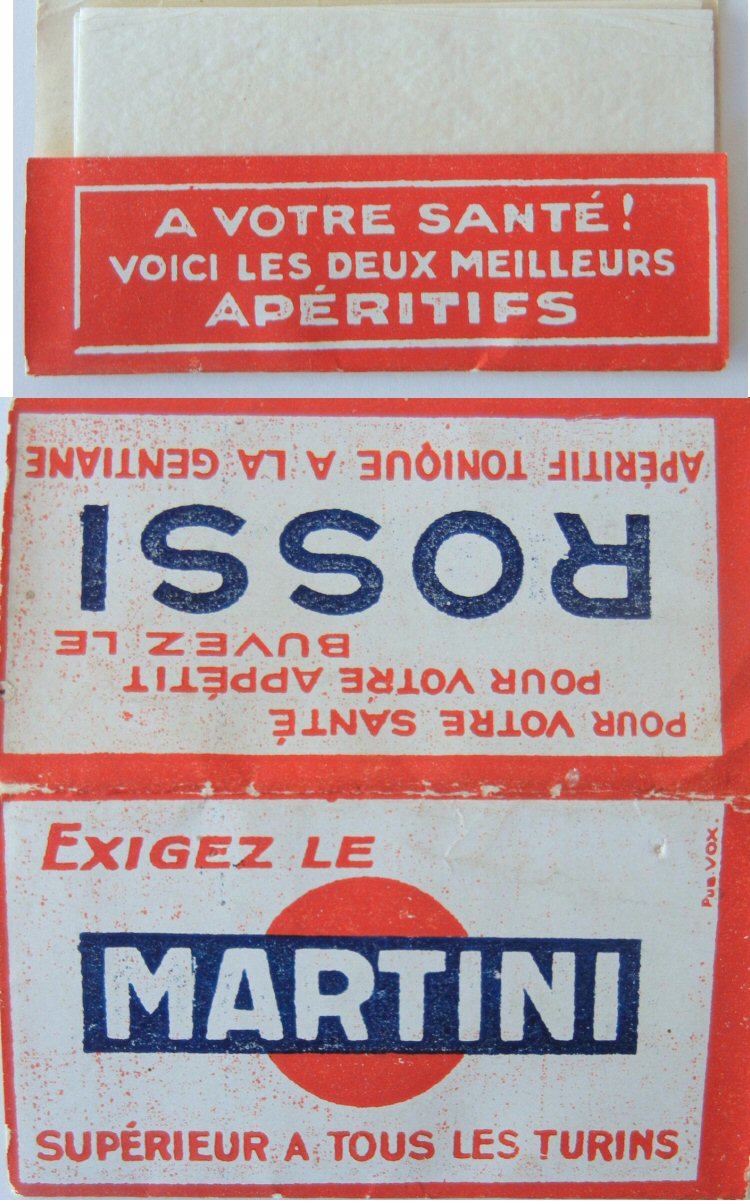 A VOTRE SANTÉ!
VOICI LES DEUX MEILLEURS
APÉRITIFS
POUR VOTRE SANTÉ
POUR VOTRE APPÉTIT
BUVEZ LE
ROSSI
APÉRITIF TONIQUE A LA GENTIANE
EXIGEZ LE
MARTINI
SUPÉRIEUR A TOUS LES TURINS
PUB. VOX